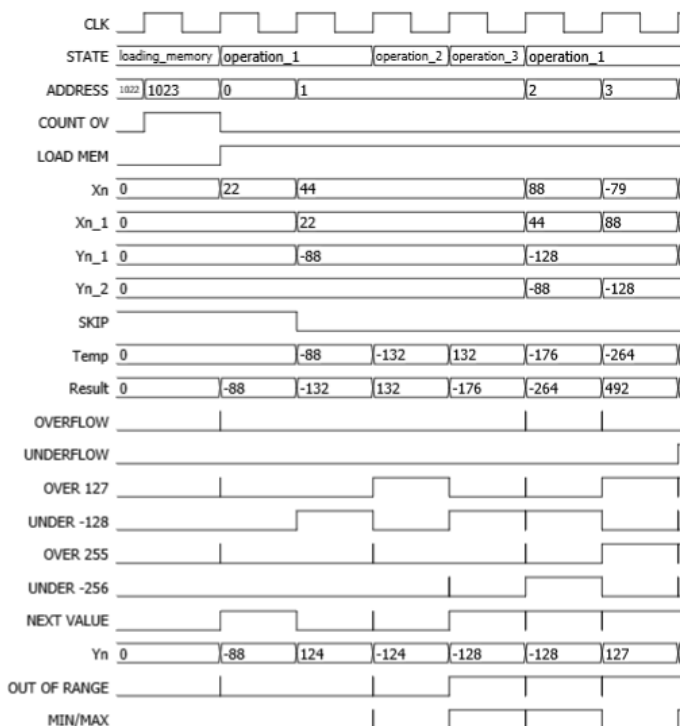 CLK
STATE loading_memory operation_1 operation_2 operation_3 operation_1
ADDRESS 1022 1023 0 1 2 3
COUNT OV
LOAD MEM
Xn 0 22 44 88 -79
Xn_1 0 22 44 88
Yn_1 0 -88 -128
Yn_2 0 -88 -128
SKIP
Temp 0 -88 -132 132 -176 -264
Result 0 -88 -132 132 -176 -264 492
OVERFLOW
UNDERFLOW
OVER 127
UNDER -128
OVER 255
UNDER -256
NEXT VALUE
Yn 0 -88 124 -124 -128 -128 127
OUT OF RANGE
MIN/MAX